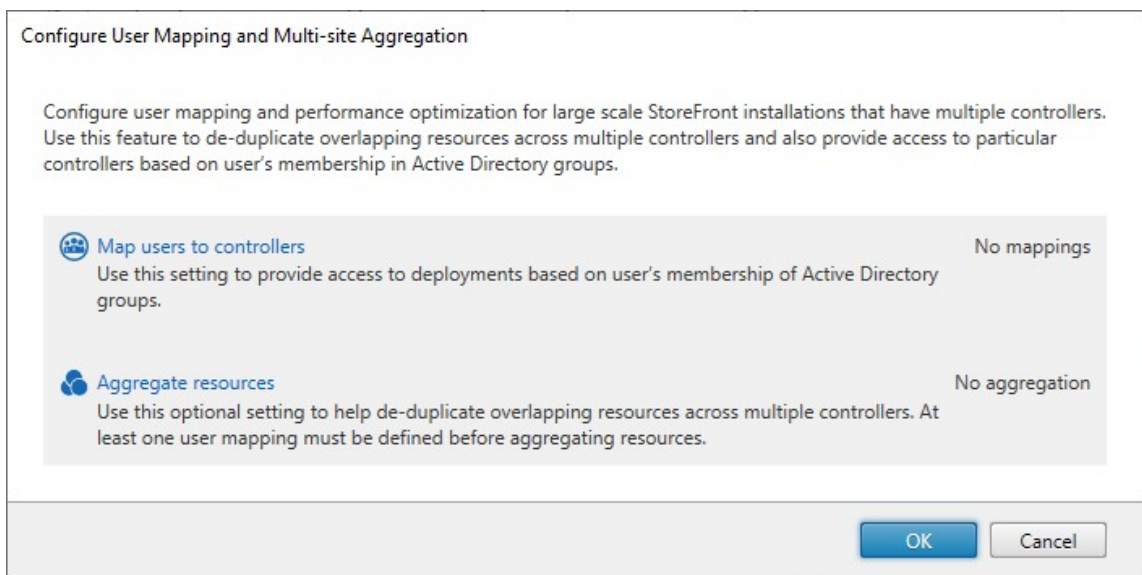 Configure User Mapping and Multi-site Aggregation
Configure user mapping and performance optimization for large scale StoreFront installations that have multiple controllers.
Use this feature to de-duplicate overlapping resources across multiple controllers and also provide access to particular
controllers based on user's membership in Active Directory groups.
Map users to controllers
No mappings
Use this setting to provide access to deployments based on user's membership of Active Directory
groups.
Aggregate resources
No aggregation
Use this optional setting to help de-duplicate overlapping resources across multiple controllers. At
least one user mapping must be defined before aggregating resources.
OK
Cancel